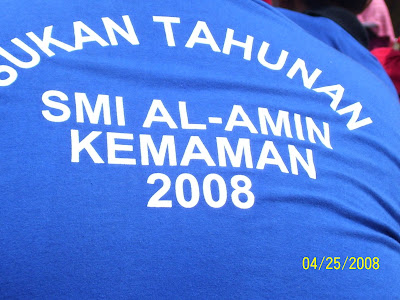 SUKAN TAHUNAN
SMI AL-AMIN
KEMAMAN
2008
04/25/2008